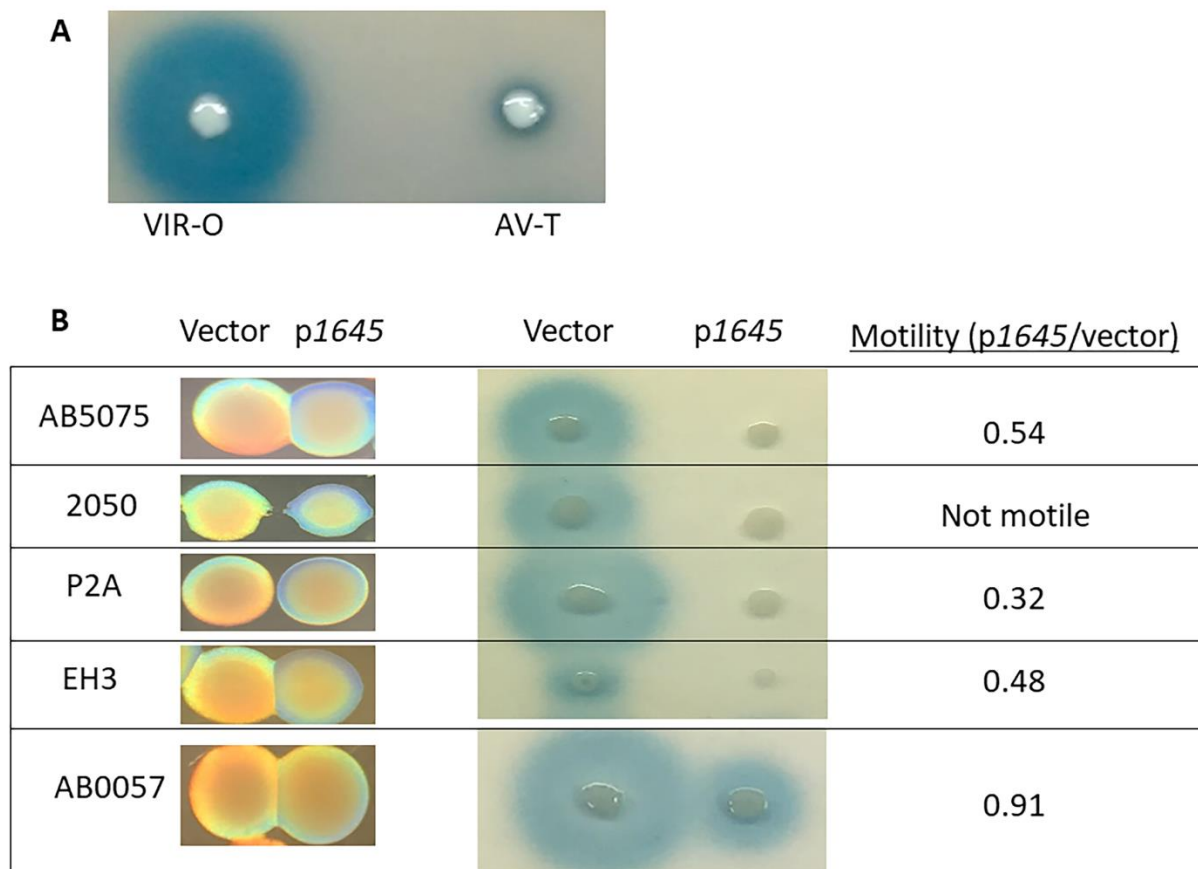 A
VIR-O AV-T
B
Vector p1645 Vector p1645 Motility (p1645/vector)
AB5075 0.54
2050 Not motile
P2A 0.32
EH3 0.48
AB0057 0.91